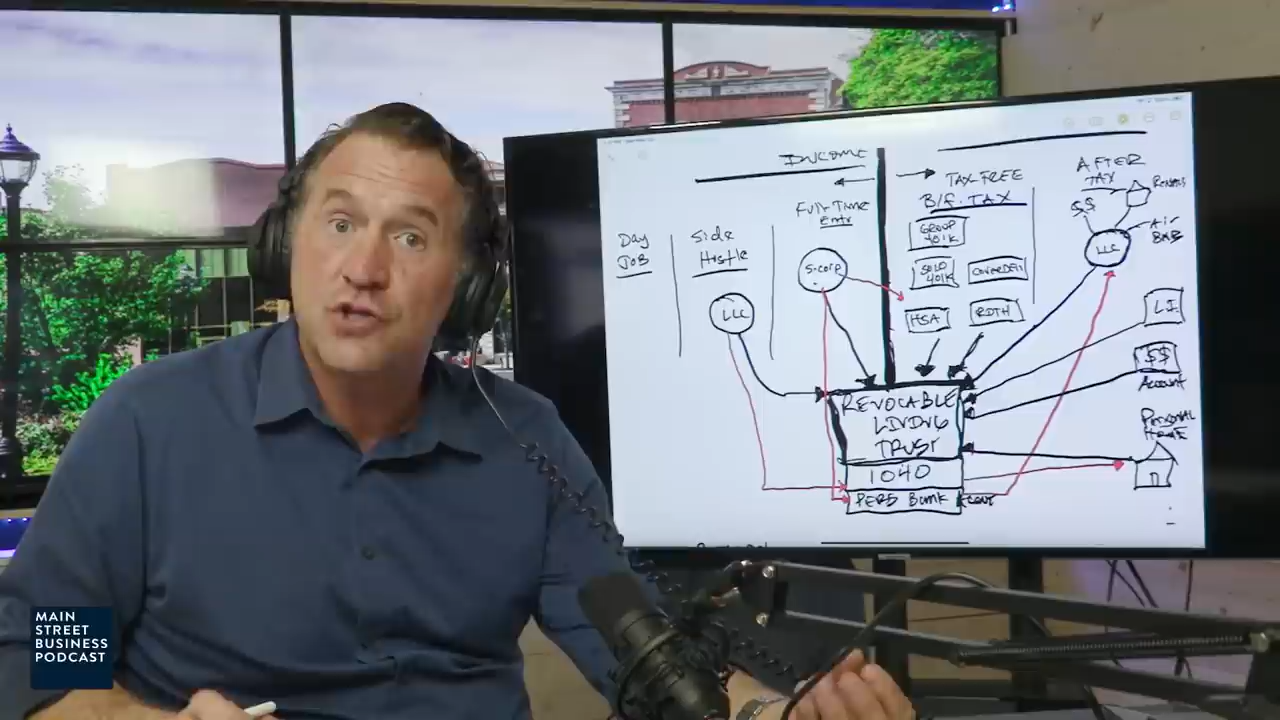 INCOME
TAX FREE
B/F TAX
AFTER
TAX
RENTALS
$$
AIR
BNB
LLC
Full-Time
Entr
Day
JOB
Side
Hustle
GROUP
401K
S-corp
SOLO
401K
COVERDELL
LLC
HSA
ROTH
LI
$$
Account
REVOCABLE
LIVING
TRUST
PERSONAL
HOME
1040
PERS BANK ACCOUNT
MAIN
STREET
BUSINESS
PODCAST